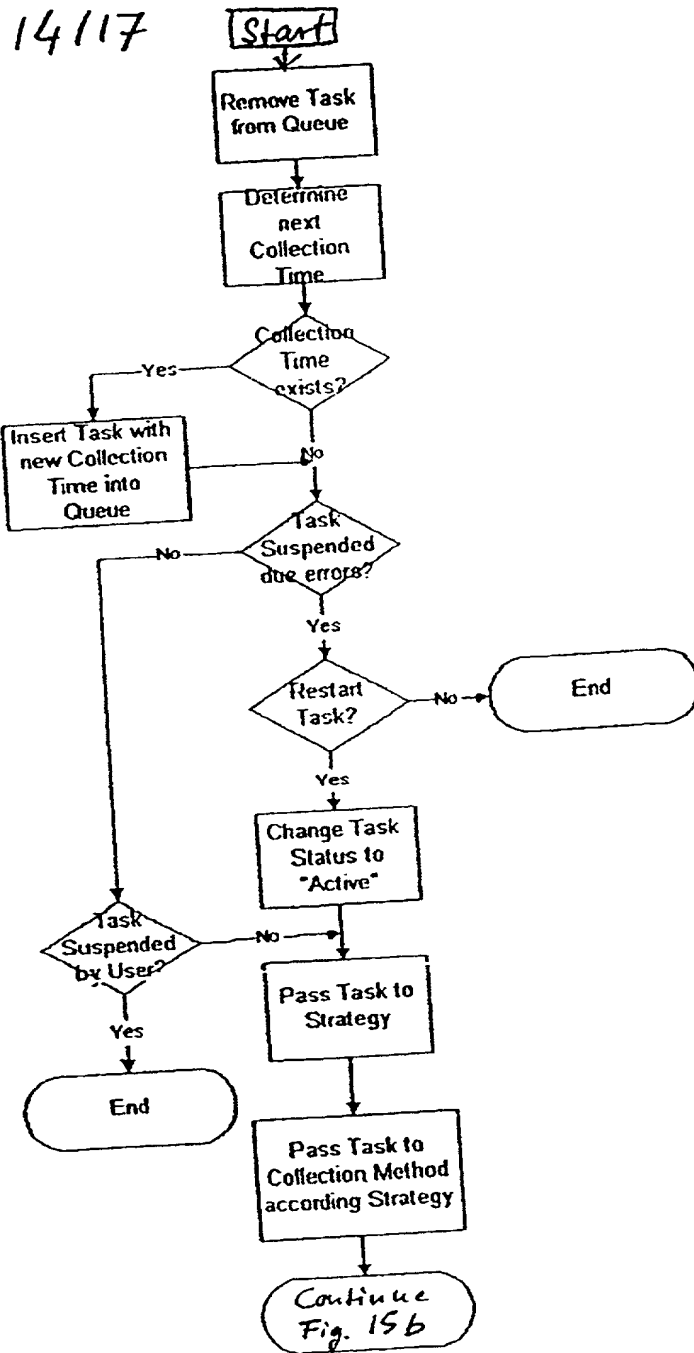 14/17
Start
Remove Task
from Queue
Determine
next
Collection
Time
Collection
Time
exists?
Yes
No
Insert Task with
new Collection
Time into
Queue
Task
Suspended
due errors?
No
Yes
Restart
Task?
No
End
Yes
Change Task
Status to
"Active"
Task
Suspended
by User?
No
Yes
End
Pass Task to
Strategy
Pass Task to
Collection Method
according Strategy
Continue
Fig. 15b